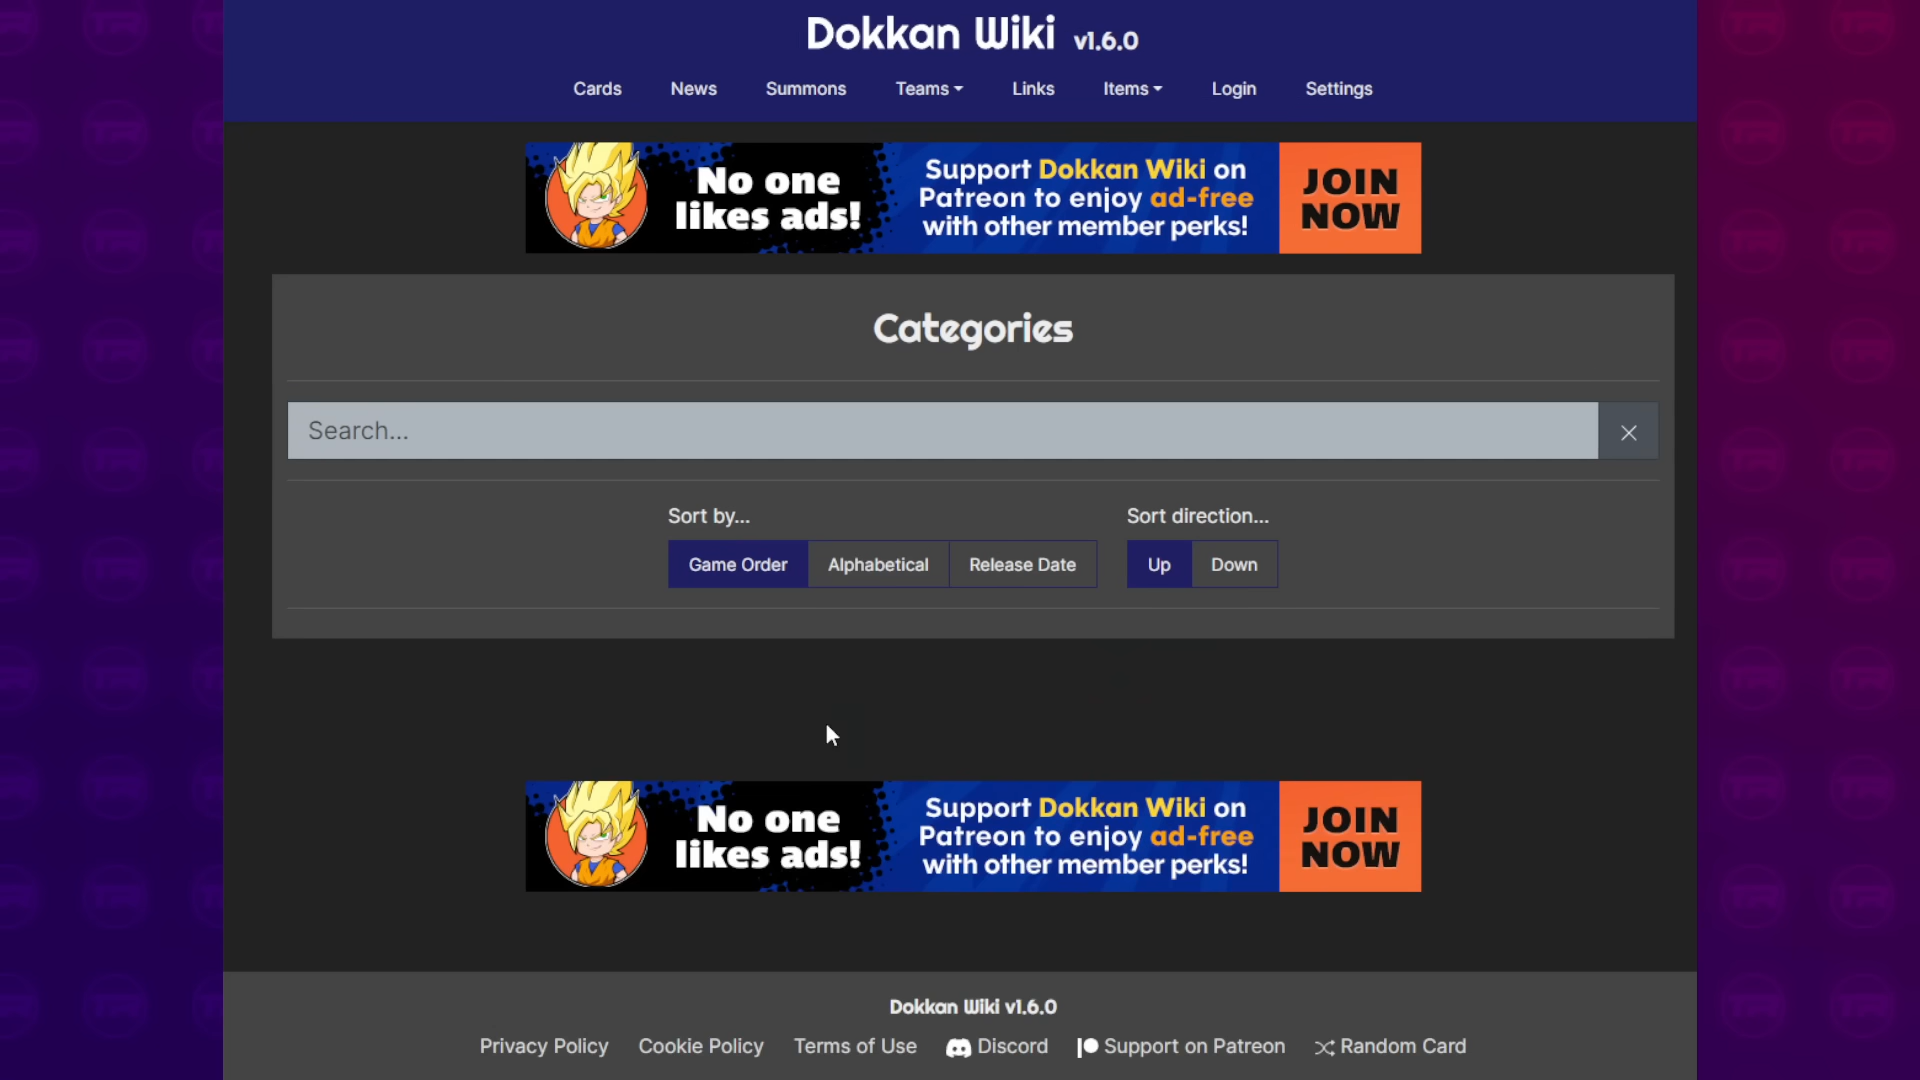 Dokkan Wiki v1.6.0
Cards News Summons Teams Links Items Login Settings
No one
likes ads!
Support Dokkan Wiki on
Patreon to enjoy ad-free
with other member perks!
JOIN
NOW
Categories
Search...
Sort by...
Game Order Alphabetical Release Date
Sort direction...
Up Down
No one
likes ads!
Support Dokkan Wiki on
Patreon to enjoy ad-free
with other member perks!
JOIN
NOW
Dokkan Wiki v1.6.0
Privacy Policy Cookie Policy Terms of Use Discord Support on Patreon Random Card